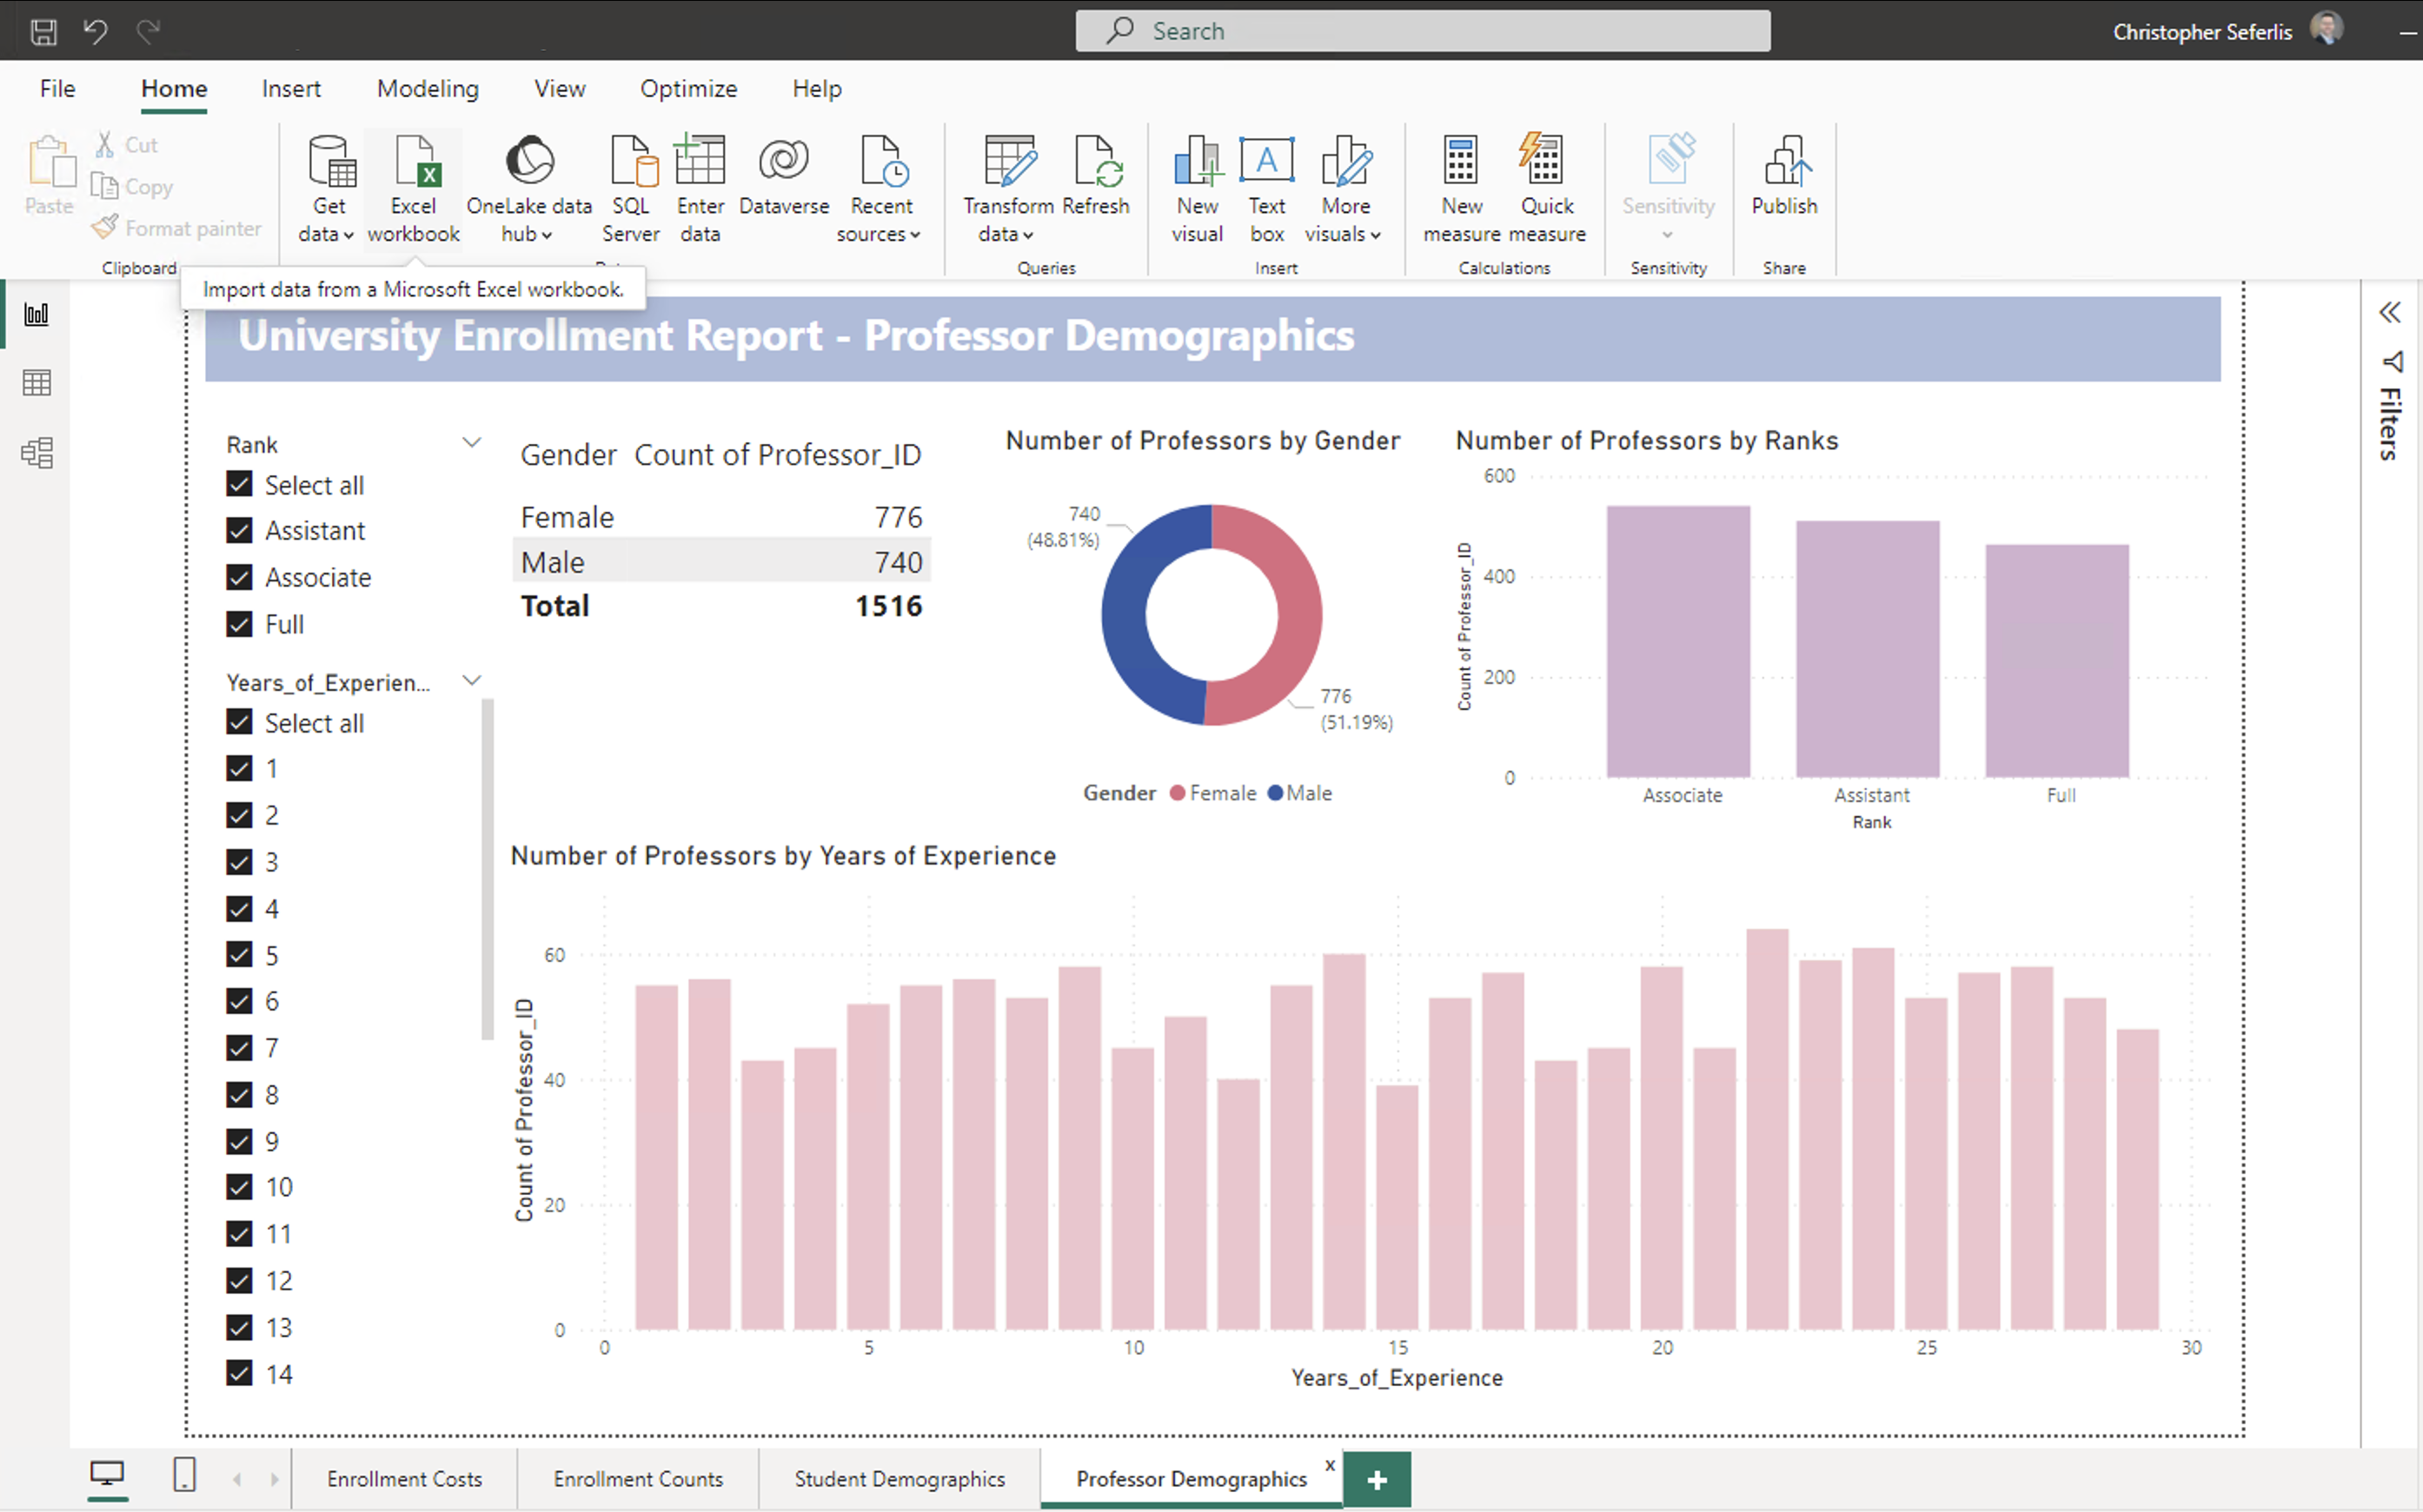 Search
Christopher Seferlis
File Home Insert Modeling View Optimize Help
Paste
Cut
Copy
Format painter
Clipboard
Get data
Excel workbook
OneLake data hub
SQL Server
Enter data
Dataverse
Recent sources
Transform data
Refresh
Queries
New visual
Text box
More visuals
Insert
New measure
Quick measure
Calculations
Sensitivity
Sensitivity
Publish
Share
Import data from a Microsoft Excel workbook.
University Enrollment Report - Professor Demographics
Filters
Rank
Select all
Assistant
Associate
Full
Years_of_Experien...
Select all
1
2
3
4
5
6
7
8
9
10
11
12
13
14
Gender Count of Professor_ID
Female 776
Male 740
Total 1516
Number of Professors by Gender
740
(48.81%)
776
(51.19%)
Gender Female Male
Number of Professors by Ranks
Count of Professor_ID
600
400
200
0
Associate Assistant Full
Rank
Number of Professors by Years of Experience
Count of Professor_ID
60
40
20
0
0 5 10 15 20 25 30
Years_of_Experience
Enrollment Costs Enrollment Counts Student Demographics Professor Demographics x +